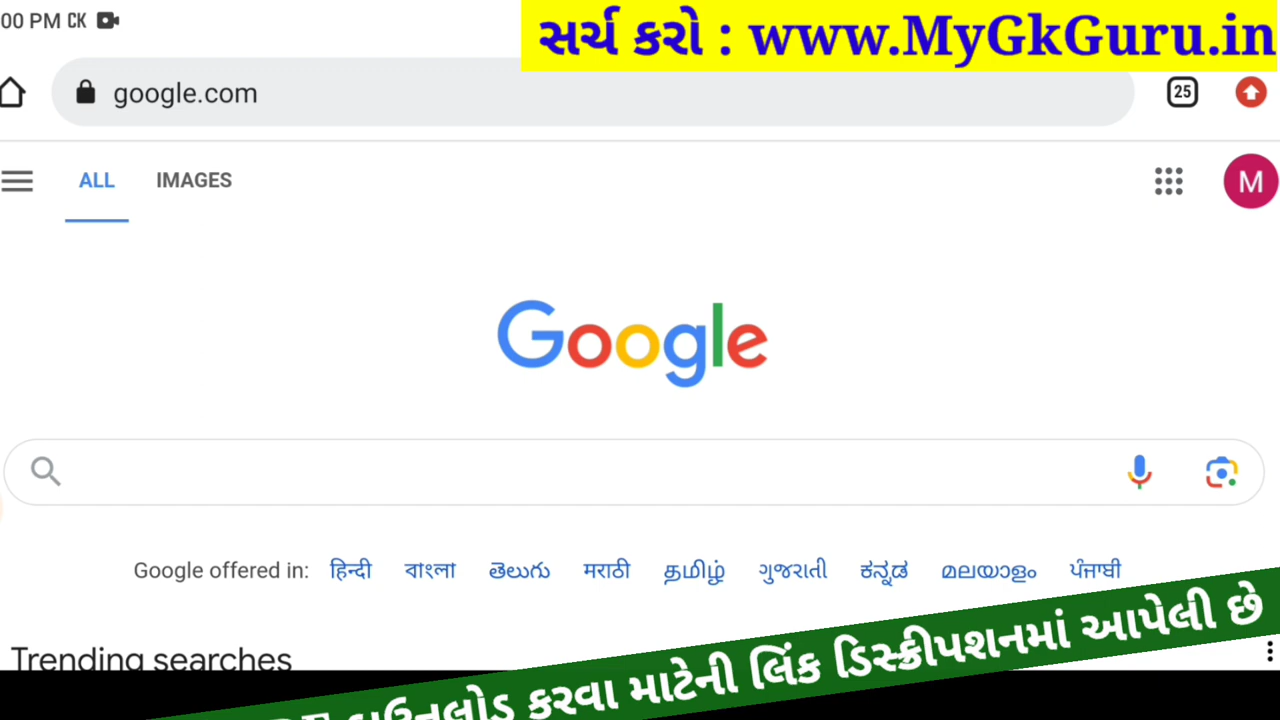 00 PM CK
સર્ચ કરો : www.MyGkGuru.in
google.com
25
ALL IMAGES
M
Google
Google offered in: हिन्दी বাংলা తెలుగు मराठी தமிழ் ગુજરાતી ಕನ್ನಡ മലയാളം ਪੰਜਾਬੀ
Trending searches
ડાઉનલોડ કરવા માટેની લિંક ડિસ્ક્રીપશનમાં આપેલી છે